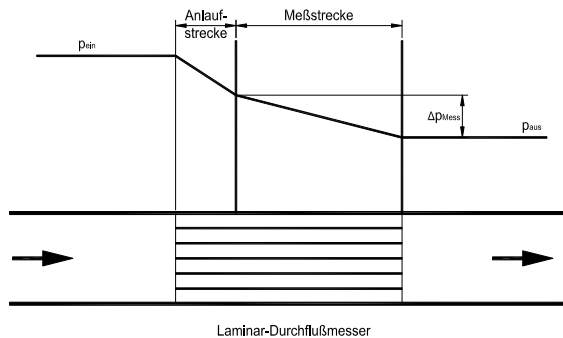 Anlauf-
strecke
Meßstrecke
pein
ΔpMess
paus
Laminar-Durchflußmesser